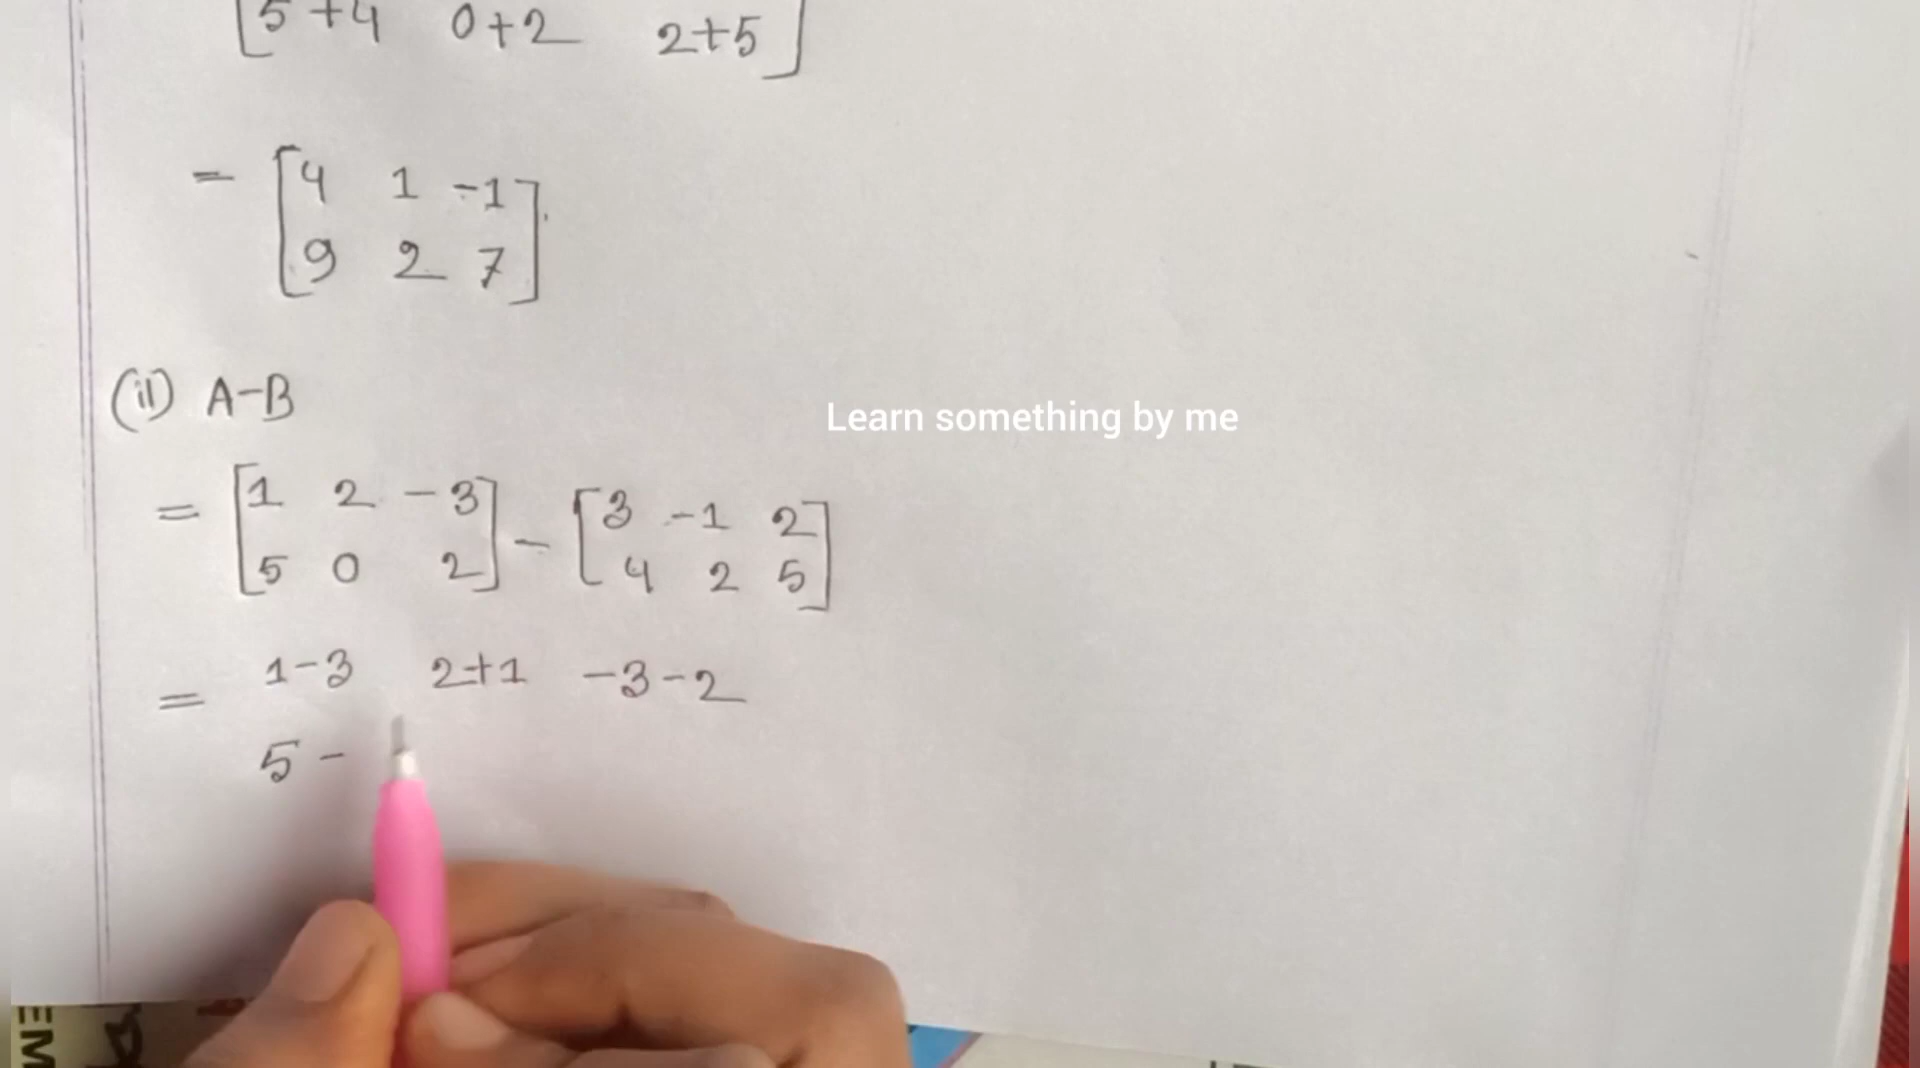 [5+4 0+2 2+5]
= [4 1 -1
9 2 7]
(ii) A-B
Learn something by me
= [1 2 -3 5 0 2] - [3 -1 2 4 2 5]
= 1-3 2+1 -3-2
5 -
EM